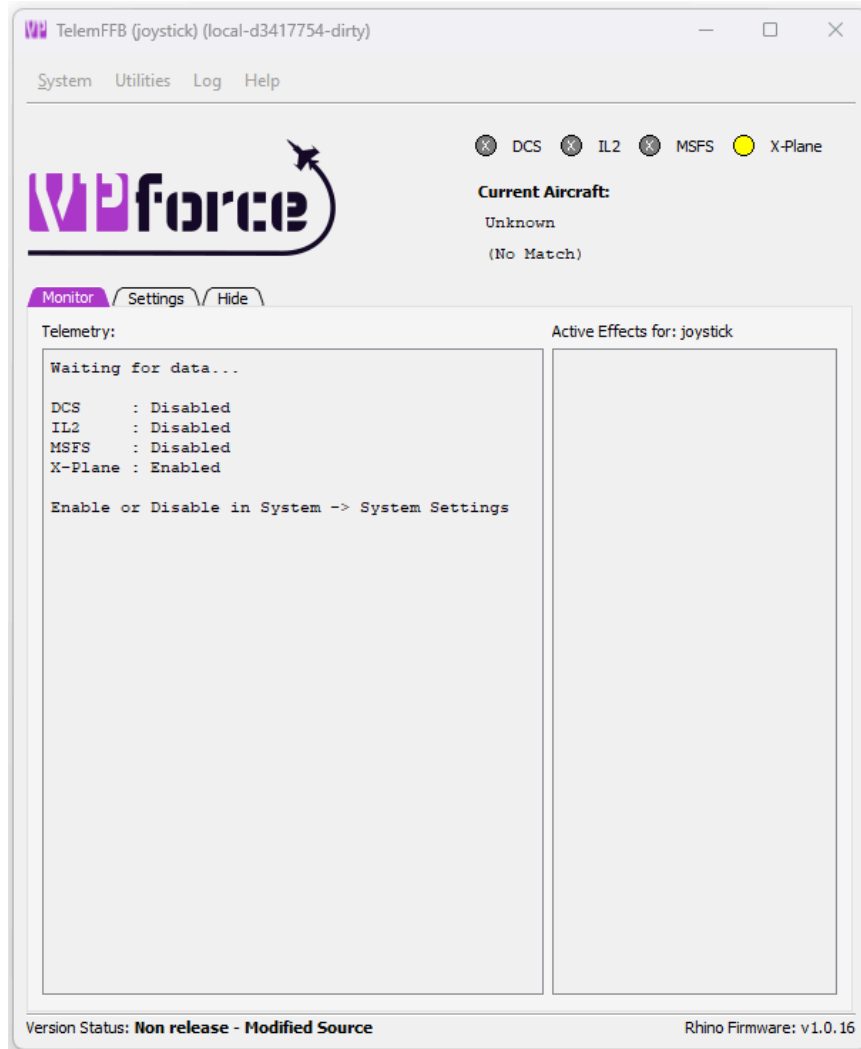 VP TelemFFB (joystick) (local-d3417754-dirty)
System Utilities Log Help
DCS IL2 MSFS X-Plane
VPforce
Current Aircraft:
Unknown
(No Match)
Monitor Settings Hide
Telemetry:
Active Effects for: joystick
Waiting for data...
DCS : Disabled
IL2 : Disabled
MSFS : Disabled
X-Plane : Enabled
Enable or Disable in System -> System Settings
Version Status: Non release - Modified Source
Rhino Firmware: v1.0.16